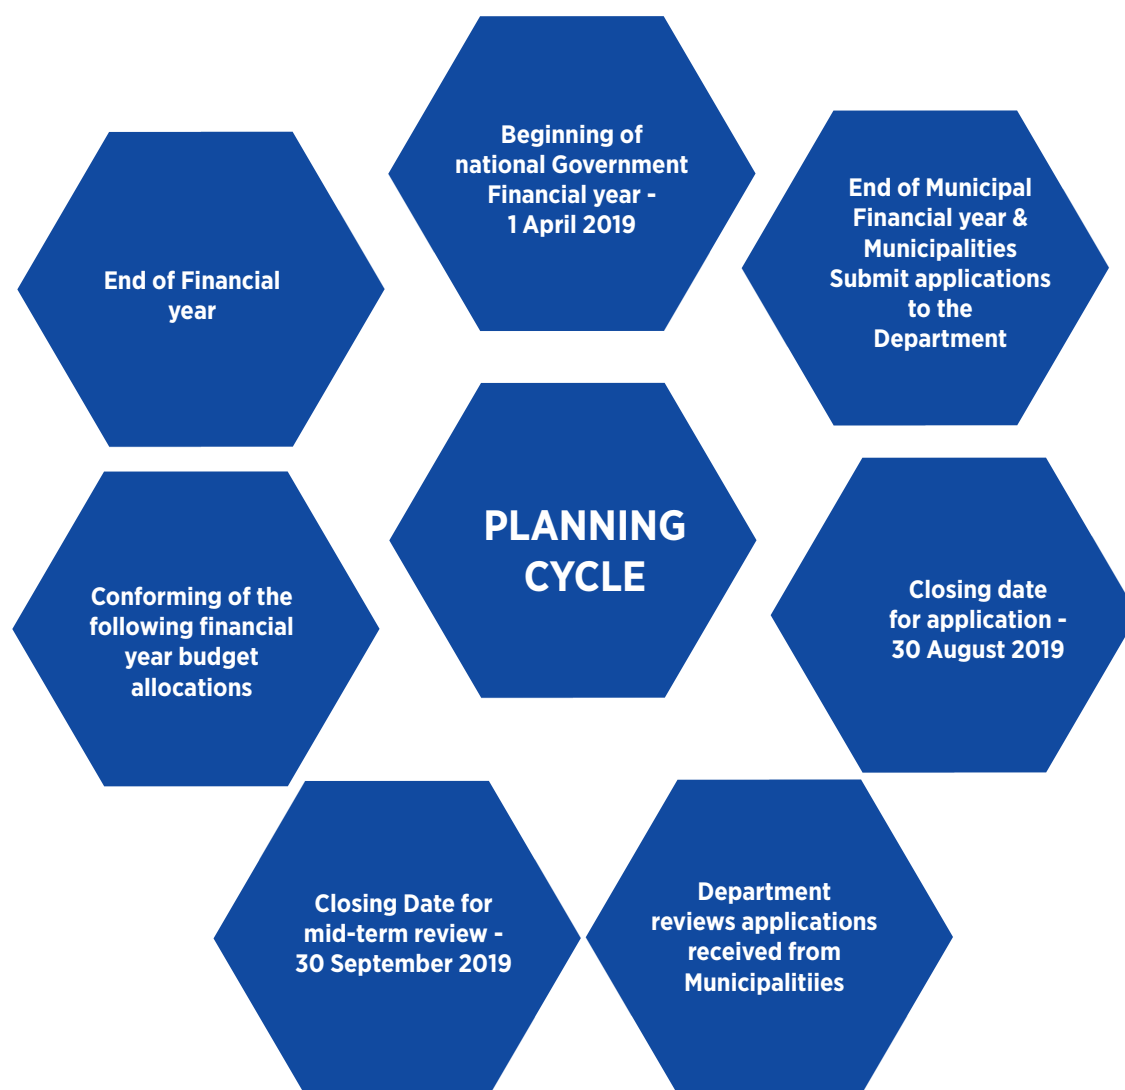 Beginning of
national Government
Financial year -
1 April 2019
End of Municipal
Financial year &
Municipalities
Submit applications
to the
Department
Closing date
for application -
30 August 2019
Department
reviews applications
received from
Municipalitiies
Closing Date for
mid-term review -
30 September 2019
Conforming of the
following financial
year budget
allocations
End of Financial
year
PLANNING
CYCLE